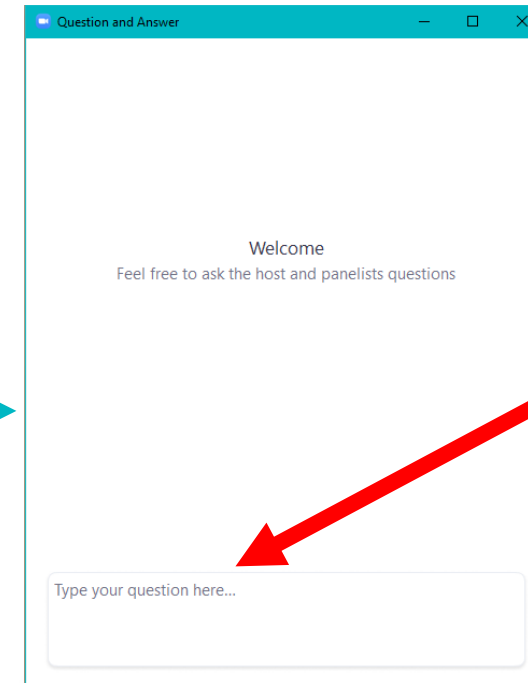 Question and Answer
Welcome
Feel free to ask the host and panelists questions
Type your question here...